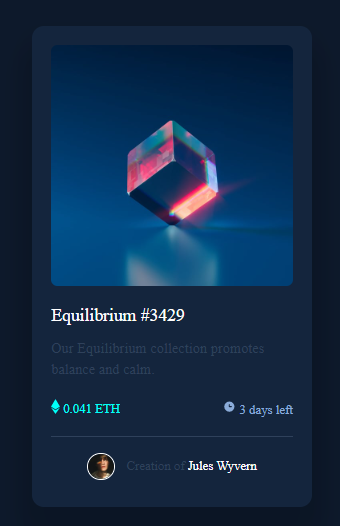 Equilibrium #3429
Our Equilibrium collection promotes
balance and calm.
0.041 ETH
3 days left
Creation of Jules Wyvern